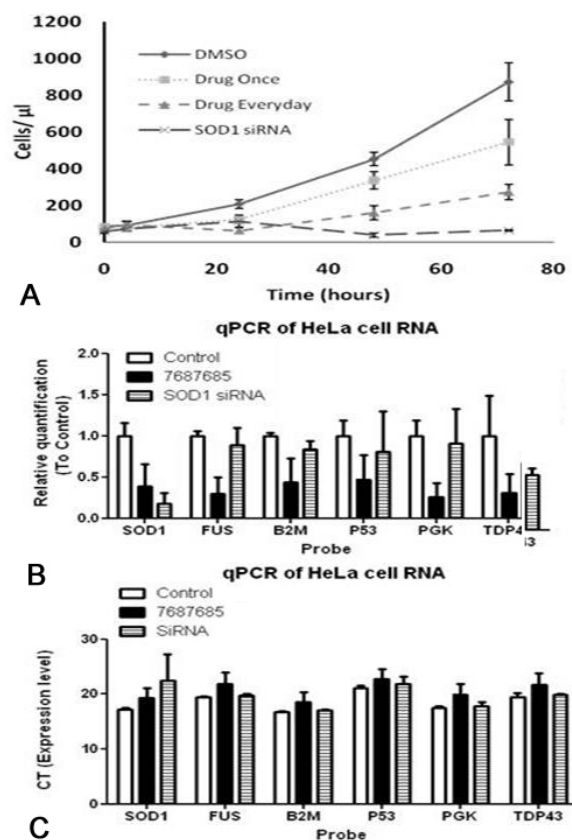 1200
1000
800
600
400
200
0
Cells/ µl
DMSO
Drug Once
Drug Everyday
SOD1 siRNA
0 20 40 60 80
Time (hours)
A
qPCR of HeLa cell RNA
2.0
1.5
1.0
0.5
0.0
Relative quantification
(To Control)
Control
7687685
SOD1 siRNA
SOD1 FUS B2M P53 PGK TDP43
Probe
B
qPCR of HeLa cell RNA
30
20
10
0
CT (Expression level)
Control
7687685
SiRNA
SOD1 FUS B2M P53 PGK TDP43
Probe
C